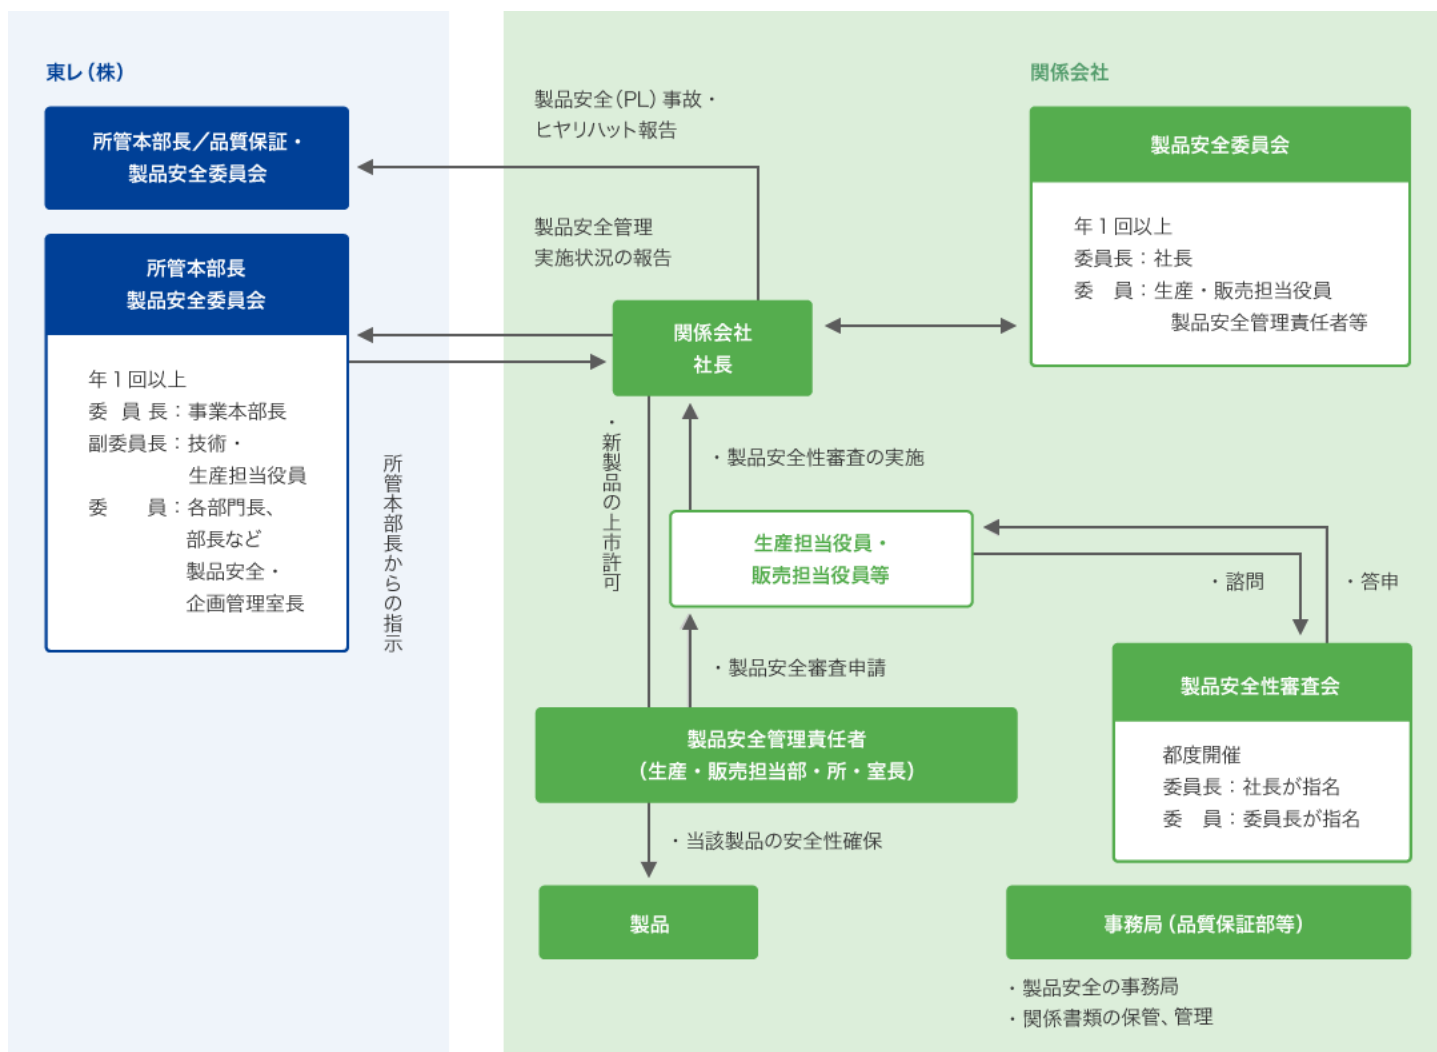 東レ（株）
所管本部長／品質保証・
製品安全委員会
所管本部長
製品安全委員会
年1回以上
委員長：事業本部長
副委員長：技術・
生産担当役員
委　員：各部門長、
部長など
製品安全・
企画管理室長
所管本部長からの指示
関係会社
製品安全（PL）事故・
ヒヤリハット報告
製品安全管理
実施状況の報告
関係会社
社長
製品安全委員会
年1回以上
委員長：社長
委　員：生産・販売担当役員
製品安全管理責任者等
・新製品の上市許可
・製品安全性審査の実施
生産担当役員・
販売担当役員等
・諮問
・答申
・製品安全審査申請
製品安全性審査会
都度開催
委員長：社長が指名
委　員：委員長が指名
製品安全管理責任者
（生産・販売担当部・所・室長）
・当該製品の安全性確保
製品
事務局（品質保証部等）
・製品安全の事務局
・関係書類の保管、管理